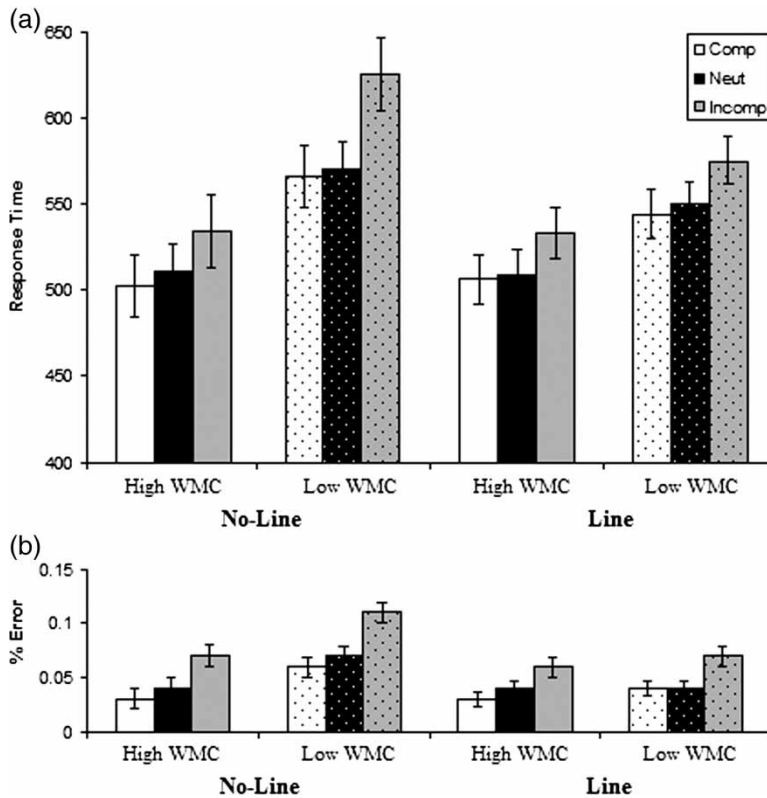 (a)
650
600
550
500
450
400
Response Time
Comp
Neut
Incomp
High WMC
Low WMC
High WMC
Low WMC
No-Line
Line
(b)
0.15
0.1
0.05
0
% Error
High WMC
Low WMC
High WMC
Low WMC
No-Line
Line